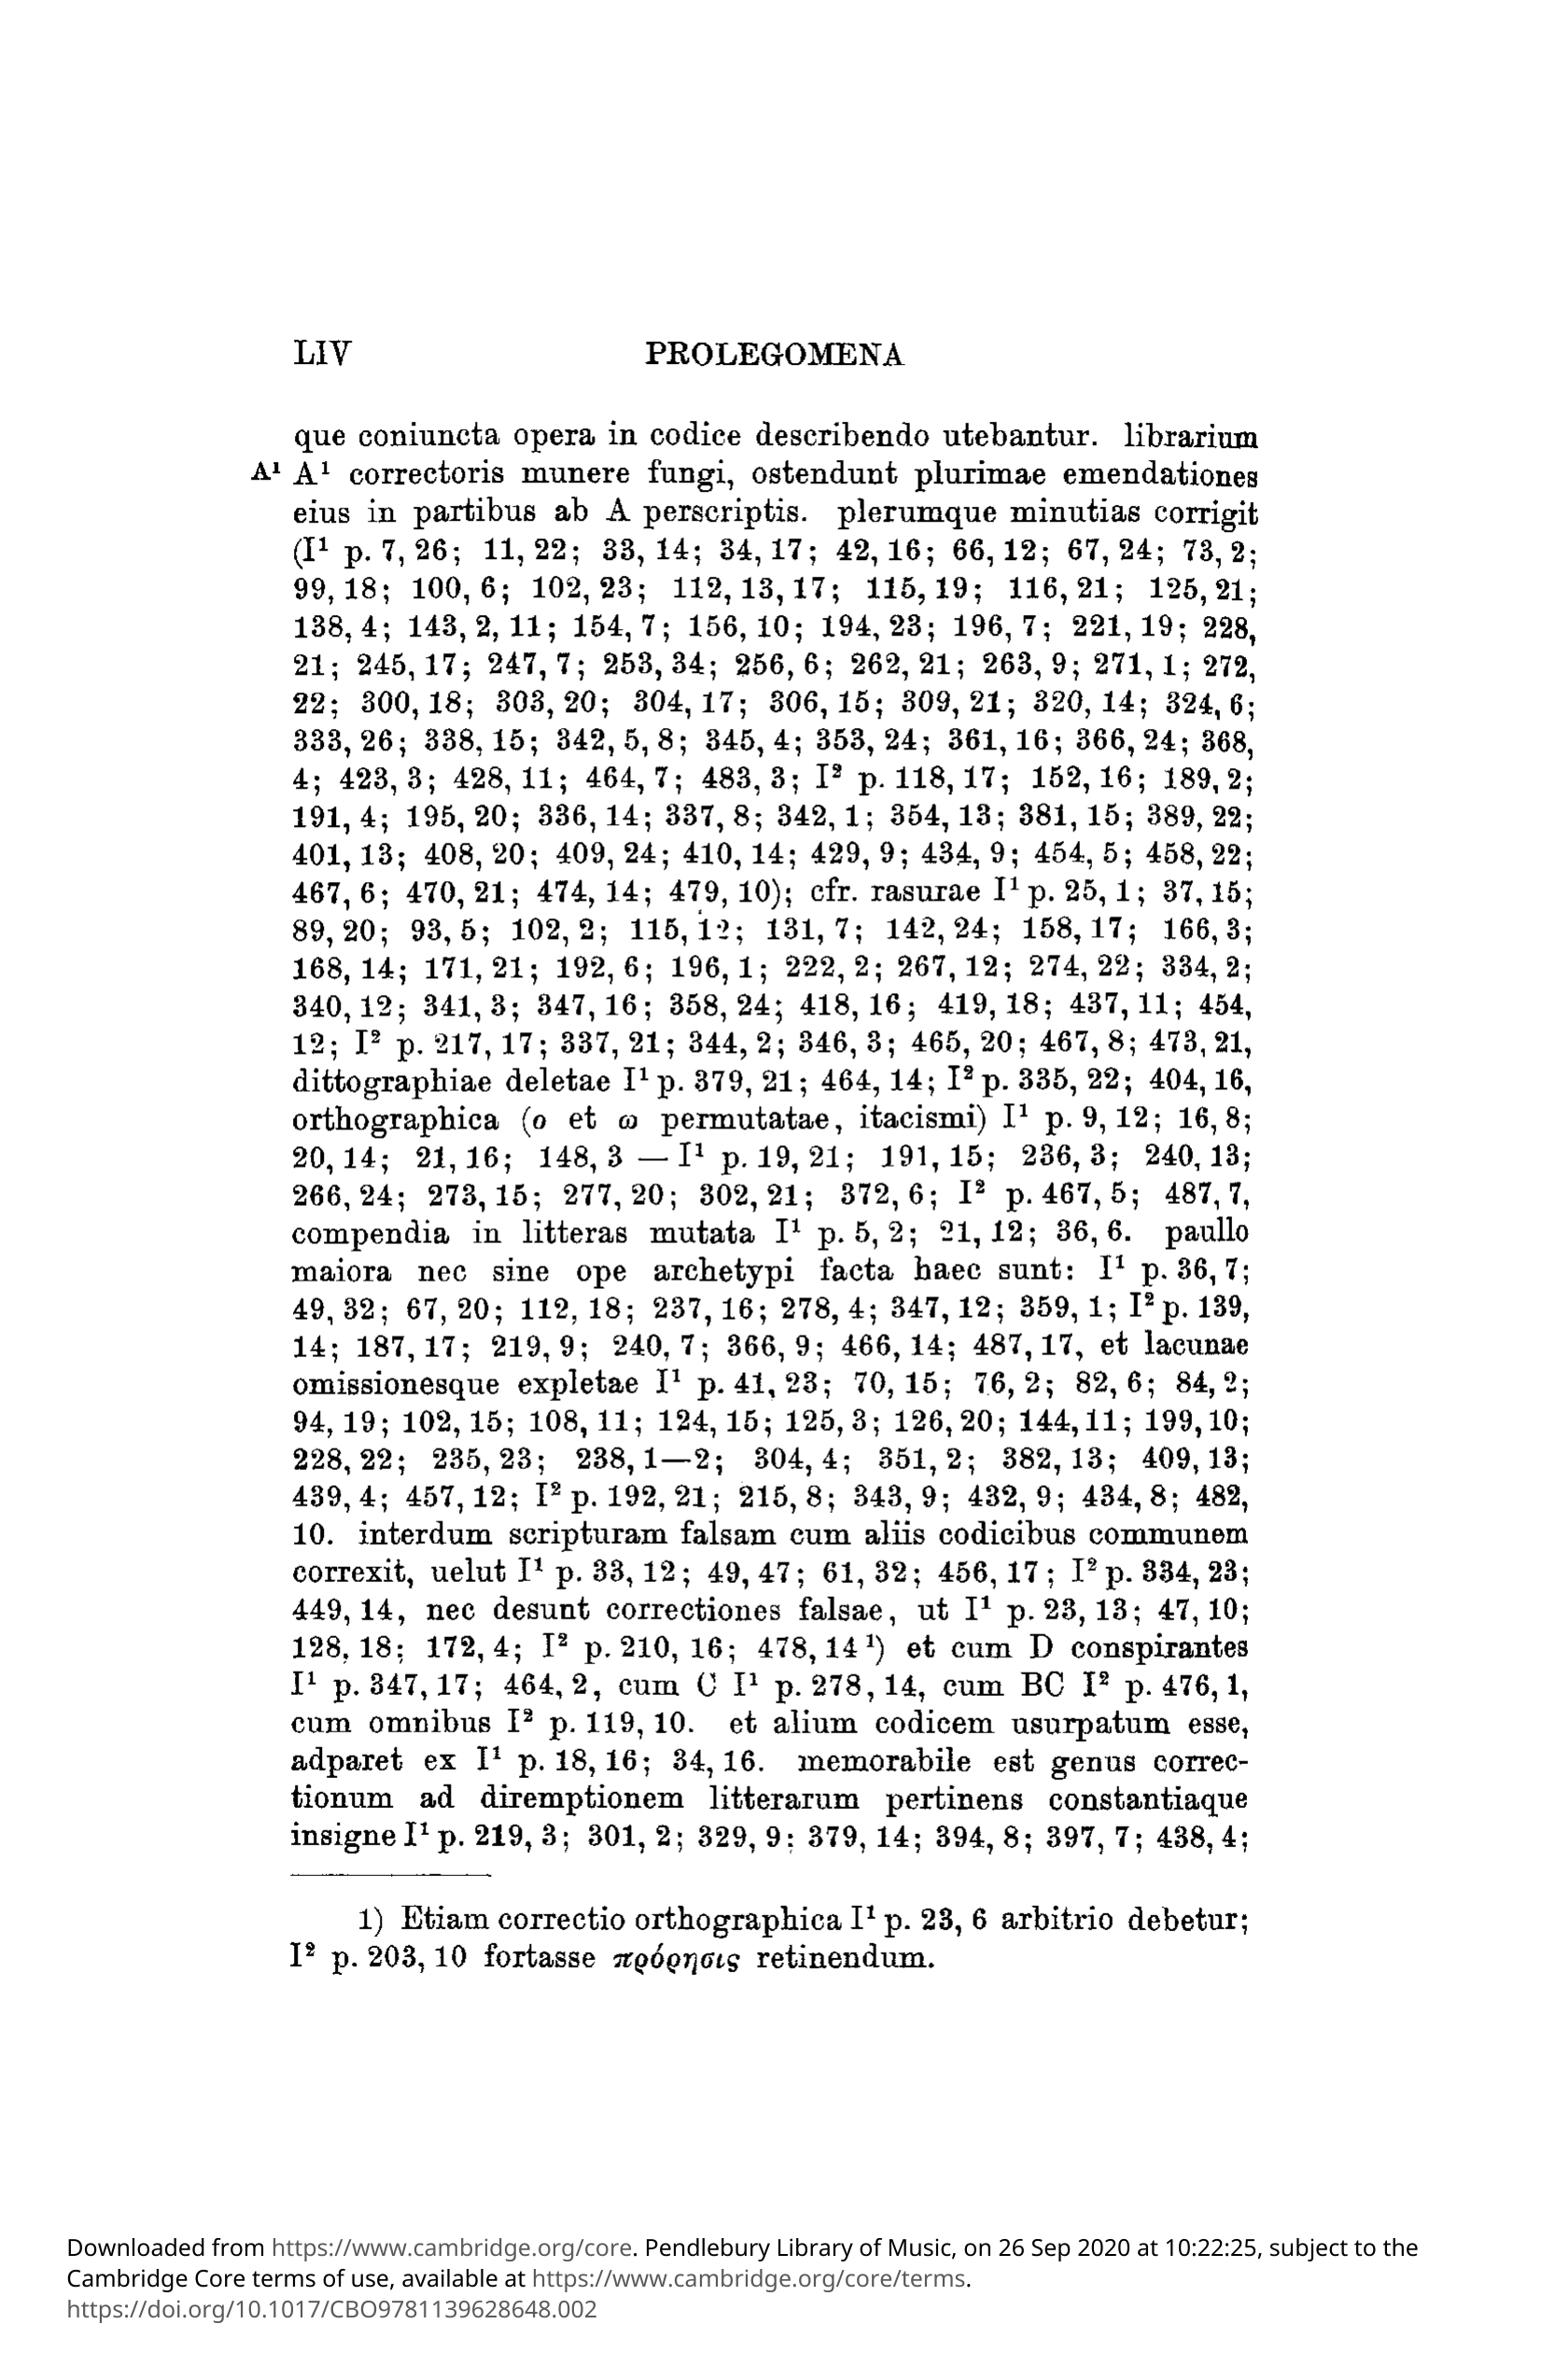 LIV PROLEGOMENA
que coniuncta opera in codice describendo utebantur. librarium
A¹ A¹ correctoris munere fungi, ostendunt plurimae emendationes
eius in partibus ab A perscriptis. plerumque minutias corrigit
(I¹ p. 7, 26; 11, 22; 33, 14; 34, 17; 42, 16; 66, 12; 67, 24; 73, 2;
99, 18; 100, 6; 102, 23; 112, 13, 17; 115, 19; 116, 21; 125, 21;
138, 4; 143, 2, 11; 154, 7; 156, 10; 194, 23; 196, 7; 221, 19; 228,
21; 245, 17; 247, 7; 253, 34; 256, 6; 262, 21; 263, 9; 271, 1; 272,
22; 300, 18; 303, 20; 304, 17; 306, 15; 309, 21; 320, 14; 324, 6;
333, 26; 338, 15; 342, 5, 8; 345, 4; 353, 24; 361, 16; 366, 24; 368,
4; 423, 3; 428, 11; 464, 7; 483, 3; I² p. 118, 17; 152, 16; 189, 2;
191, 4; 195, 20; 336, 14; 337, 8; 342, 1; 354, 13; 381, 15; 389, 22;
401, 13; 408, 20; 409, 24; 410, 14; 429, 9; 434, 9; 454, 5; 458, 22;
467, 6; 470, 21; 474, 14; 479, 10); cfr. rasurae I¹ p. 25, 1; 37, 15;
89, 20; 93, 5; 102, 2; 115, 12; 131, 7; 142, 24; 158, 17; 166, 3;
168, 14; 171, 21; 192, 6; 196, 1; 222, 2; 267, 12; 274, 22; 334, 2;
340, 12; 341, 3; 347, 16; 358, 24; 418, 16; 419, 18; 437, 11; 454,
12; I² p. 217, 17; 337, 21; 344, 2; 346, 3; 465, 20; 467, 8; 473, 21,
dittographiae deletae I¹ p. 379, 21; 464, 14; I² p. 335, 22; 404, 16,
orthographica (o et ω permutatae, itacismi) I¹ p. 9, 12; 16, 8;
20, 14; 21, 16; 148, 3 — I¹ p. 19, 21; 191, 15; 236, 3; 240, 13;
266, 24; 273, 15; 277, 20; 302, 21; 372, 6; I² p. 467, 5; 487, 7,
compendia in litteras mutata I¹ p. 5, 2; 21, 12; 36, 6. paullo
maiora nec sine ope archetypi facta haec sunt: I¹ p. 36, 7;
49, 32; 67, 20; 112, 18; 237, 16; 278, 4; 347, 12; 359, 1; I² p. 139,
14; 187, 17; 219, 9; 240, 7; 366, 9; 466, 14; 487, 17, et lacunae
omissionesque expletae I¹ p. 41, 23; 70, 15; 76, 2; 82, 6; 84, 2;
94, 19; 102, 15; 108, 11; 124, 15; 125, 3; 126, 20; 144, 11; 199, 10;
228, 22; 235, 23; 238, 1—2; 304, 4; 351, 2; 382, 13; 409, 13;
439, 4; 457, 12; I² p. 192, 21; 215, 8; 343, 9; 432, 9; 434, 8; 482,
10. interdum scripturam falsam cum aliis codicibus communem
correxit, uelut I¹ p. 33, 12; 49, 47; 61, 32; 456, 17; I² p. 334, 23;
449, 14, nec desunt correctiones falsae, ut I¹ p. 23, 13; 47, 10;
128, 18; 172, 4; I² p. 210, 16; 478, 14 ¹) et cum D conspirantes
I¹ p. 347, 17; 464, 2, cum C I¹ p. 278, 14, cum BC I² p. 476, 1,
cum omnibus I² p. 119, 10. et alium codicem usurpatum esse,
adparet ex I¹ p. 18, 16; 34, 16. memorabile est genus correc-
tionum ad diremptionem litterarum pertinens constantiaque
insigne I¹ p. 219, 3; 301, 2; 329, 9; 379, 14; 394, 8; 397, 7; 438, 4;
1) Etiam correctio orthographica I¹ p. 23, 6 arbitrio debetur;
I² p. 203, 10 fortasse πρόρησις retinendum.
Downloaded from https://www.cambridge.org/core. Pendlebury Library of Music, on 26 Sep 2020 at 10:22:25, subject to the
Cambridge Core terms of use, available at https://www.cambridge.org/core/terms.
https://doi.org/10.1017/CBO9781139628648.002